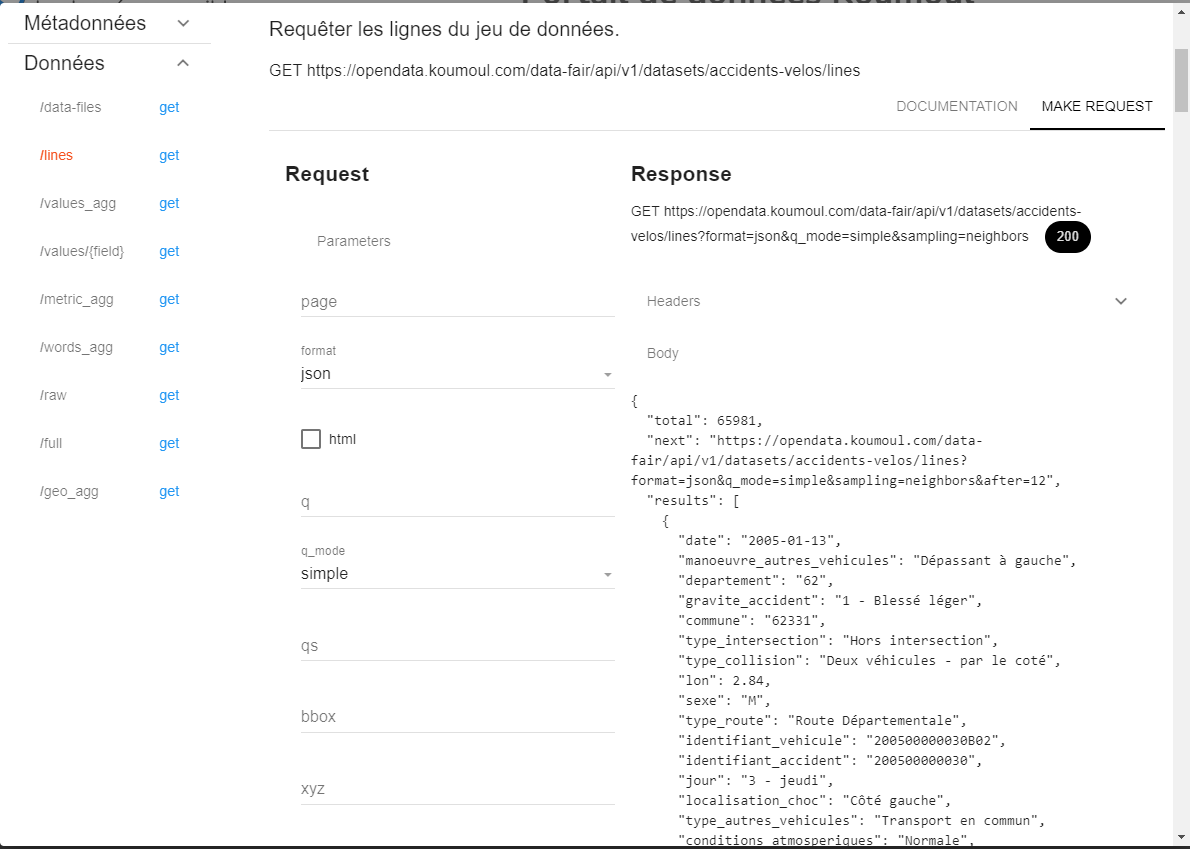 Portail de données Koumoul
Métadonnées
Données
/data-files get
/lines get
/values_agg get
/values/{field} get
/metric_agg get
/words_agg get
/raw get
/full get
/geo_agg get
Requêter les lignes du jeu de données.
GET https://opendata.koumoul.com/data-fair/api/v1/datasets/accidents-velos/lines
DOCUMENTATION MAKE REQUEST
Request
Parameters
page
format
json
html
q
q_mode
simple
qs
bbox
xyz
Response
GET https://opendata.koumoul.com/data-fair/api/v1/datasets/accidents-
velos/lines?format=json&q_mode=simple&sampling=neighbors 200
Headers
Body
{
"total": 65981,
"next": "https://opendata.koumoul.com/data-
fair/api/v1/datasets/accidents-velos/lines?
format=json&q_mode=simple&sampling=neighbors&after=12",
"results": [
{
"date": "2005-01-13",
"manoeuvre_autres_vehicules": "Dépassant à gauche",
"departement": "62",
"gravite_accident": "1 - Blessé léger",
"commune": "62331",
"type_intersection": "Hors intersection",
"type_collision": "Deux véhicules - par le coté",
"lon": 2.84,
"sexe": "M",
"type_route": "Route Départementale",
"identifiant_vehicule": "200500000030B02",
"identifiant_accident": "200500000030",
"jour": "3 - jeudi",
"localisation_choc": "Côté gauche",
"type_autres_vehicules": "Transport en commun",
"conditions_atmosperiques": "Normale",